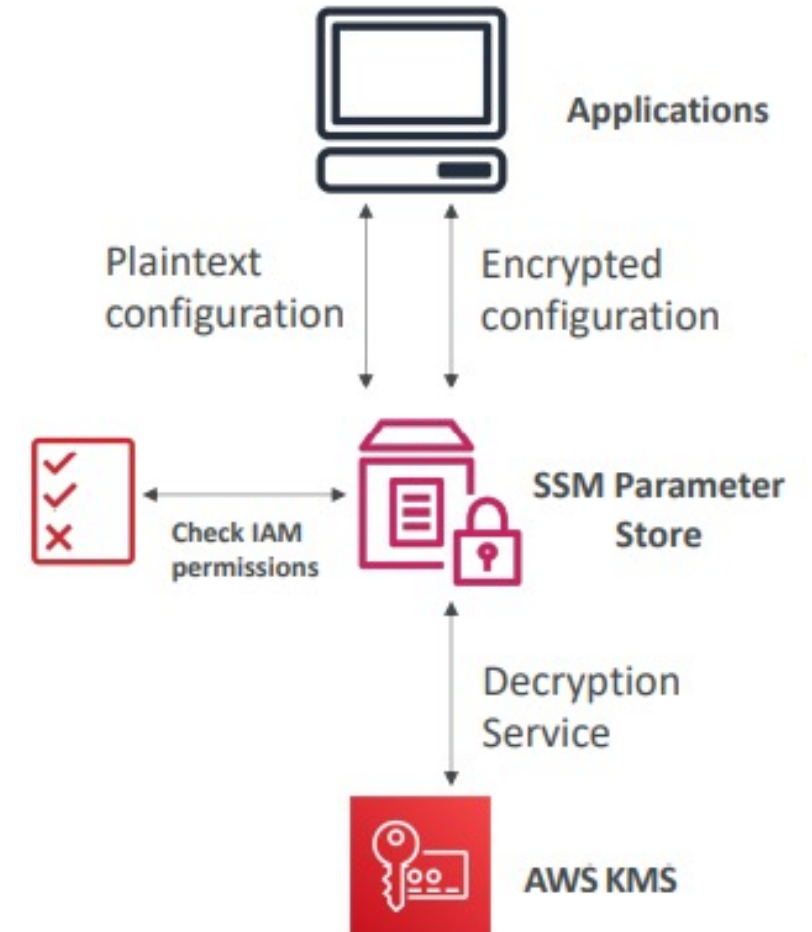 Applications
Plaintext
configuration
Encrypted
configuration
Check IAM
permissions
SSM Parameter
Store
Decryption
Service
AWS KMS